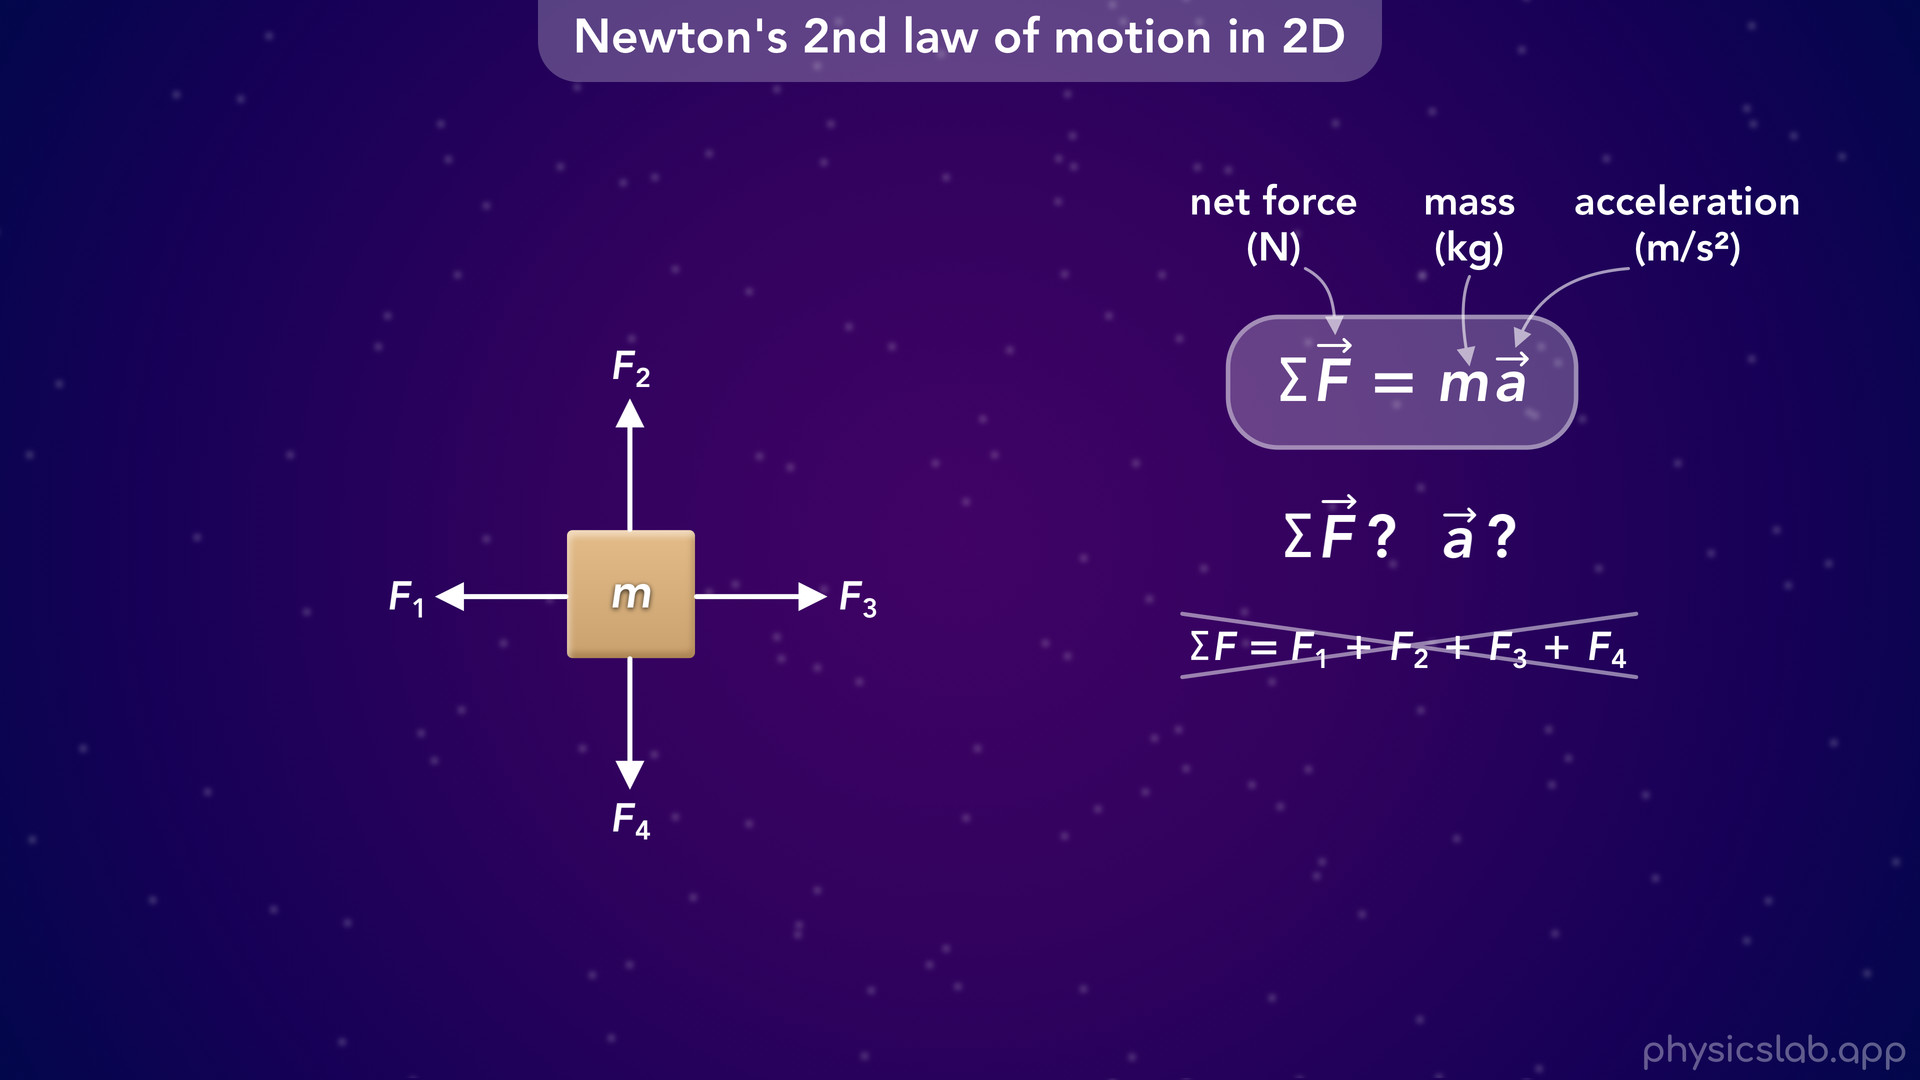 Newton's 2nd law of motion in 2D
net force
(N)
mass
(kg)
acceleration
(m/s²)
ΣF⃗ = ma⃗
ΣF⃗ ? a⃗ ?
ΣF = F₁ + F₂ + F₃ + F₄
F₂
F₁
m
F₃
F₄
physicslab.app